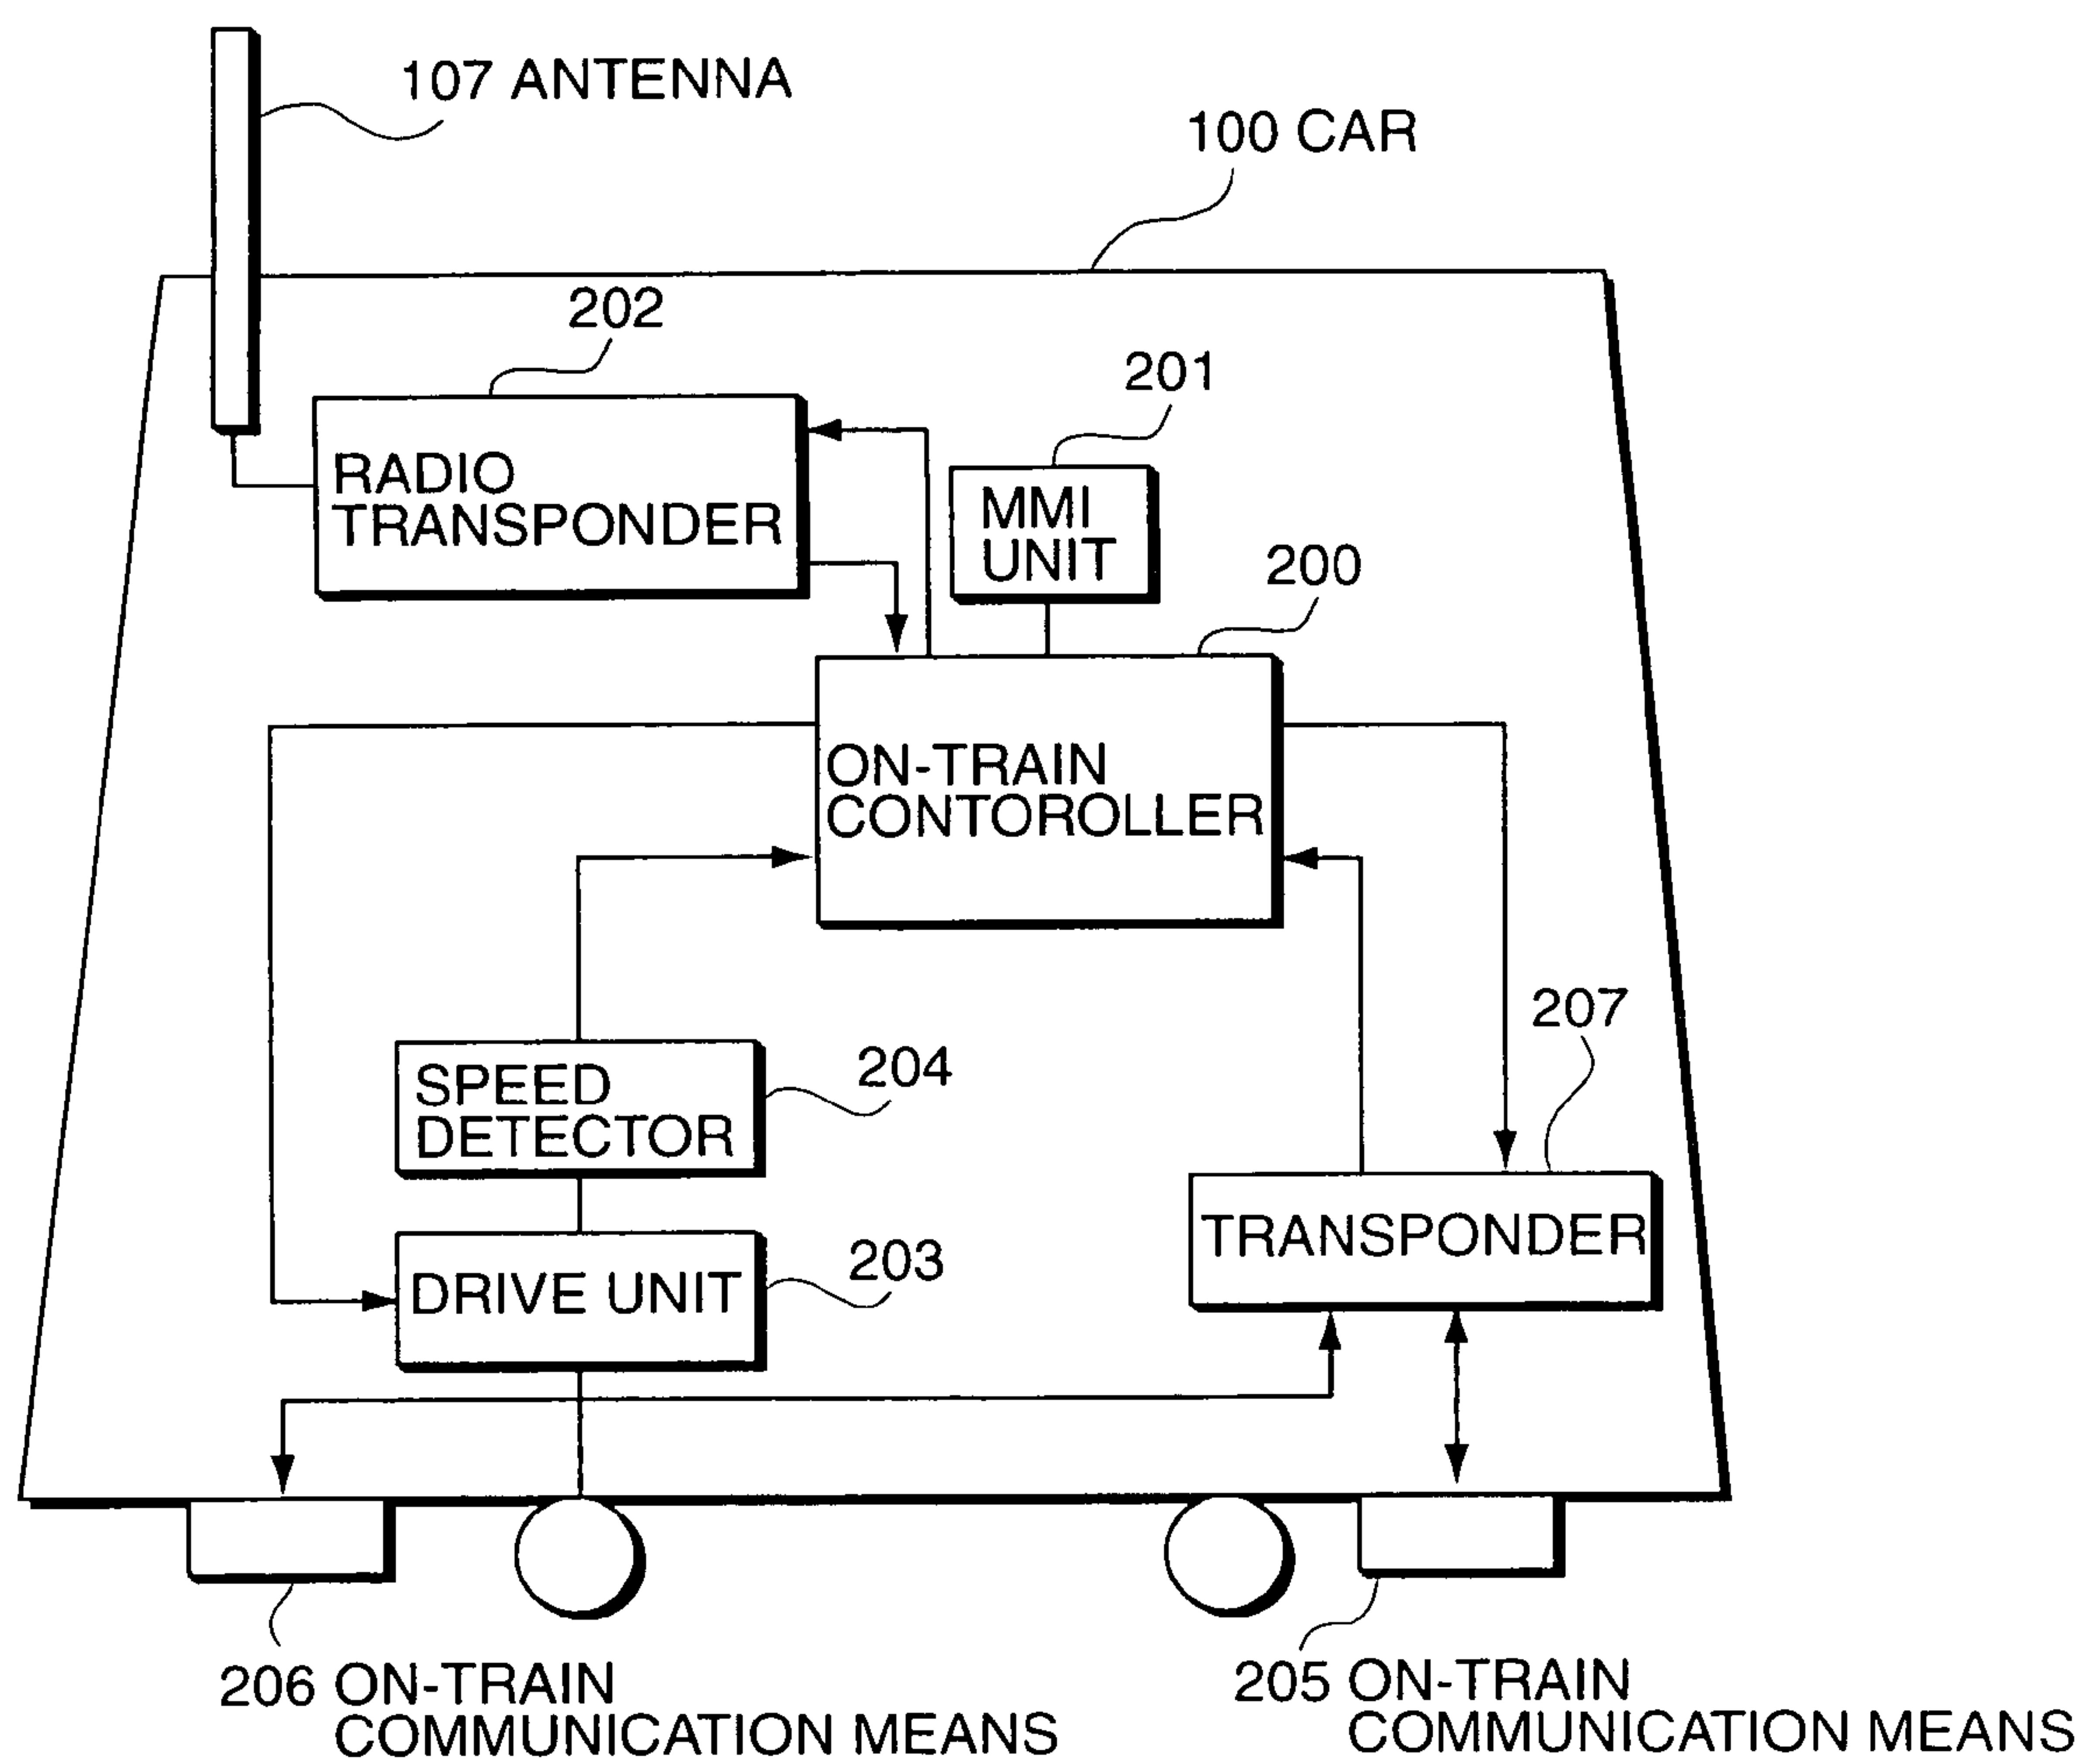 107 ANTENNA
100 CAR
202
201
RADIO
TRANSPONDER
MMI
UNIT
200
ON-TRAIN
CONTOROLLER
207
204
SPEED
DETECTOR
TRANSPONDER
203
DRIVE UNIT
206 ON-TRAIN
COMMUNICATION MEANS
205 ON-TRAIN
COMMUNICATION MEANS